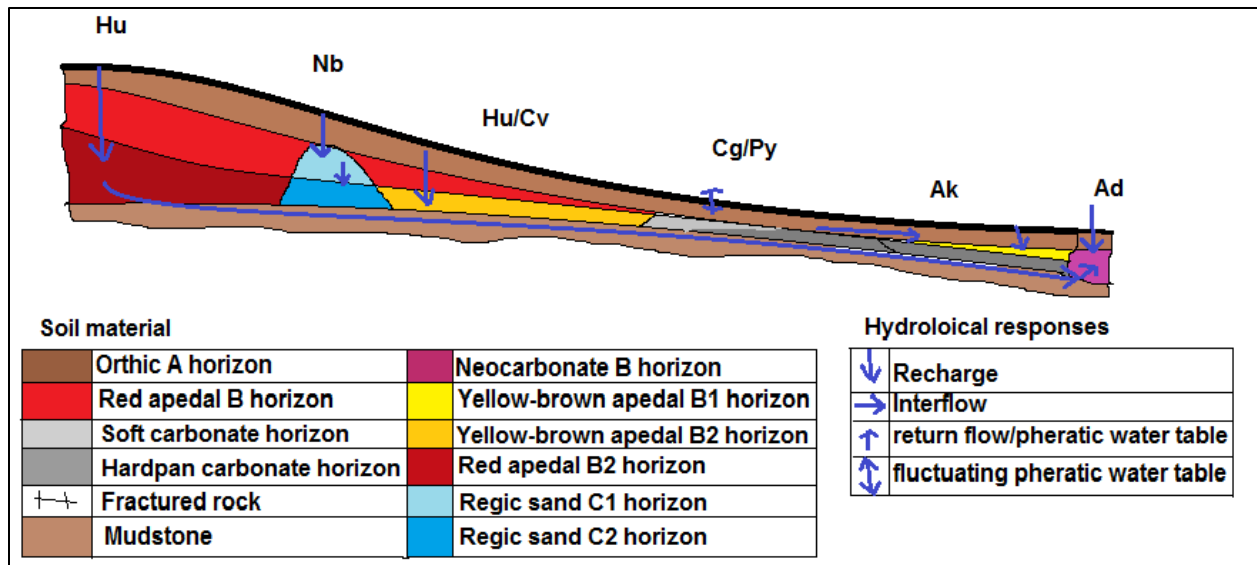 Hu
Nb
Hu/Cv
Cg/Py
Ak
Ad
Soil material
Orthic A horizon
Neocarbonate B horizon
Red apedal B horizon
Yellow-brown apedal B1 horizon
Soft carbonate horizon
Yellow-brown apedal B2 horizon
Hardpan carbonate horizon
Red apedal B2 horizon
Fractured rock
Regic sand C1 horizon
Mudstone
Regic sand C2 horizon
Hydroloical responses
Recharge
Interflow
return flow/pheratic water table
fluctuating pheratic water table